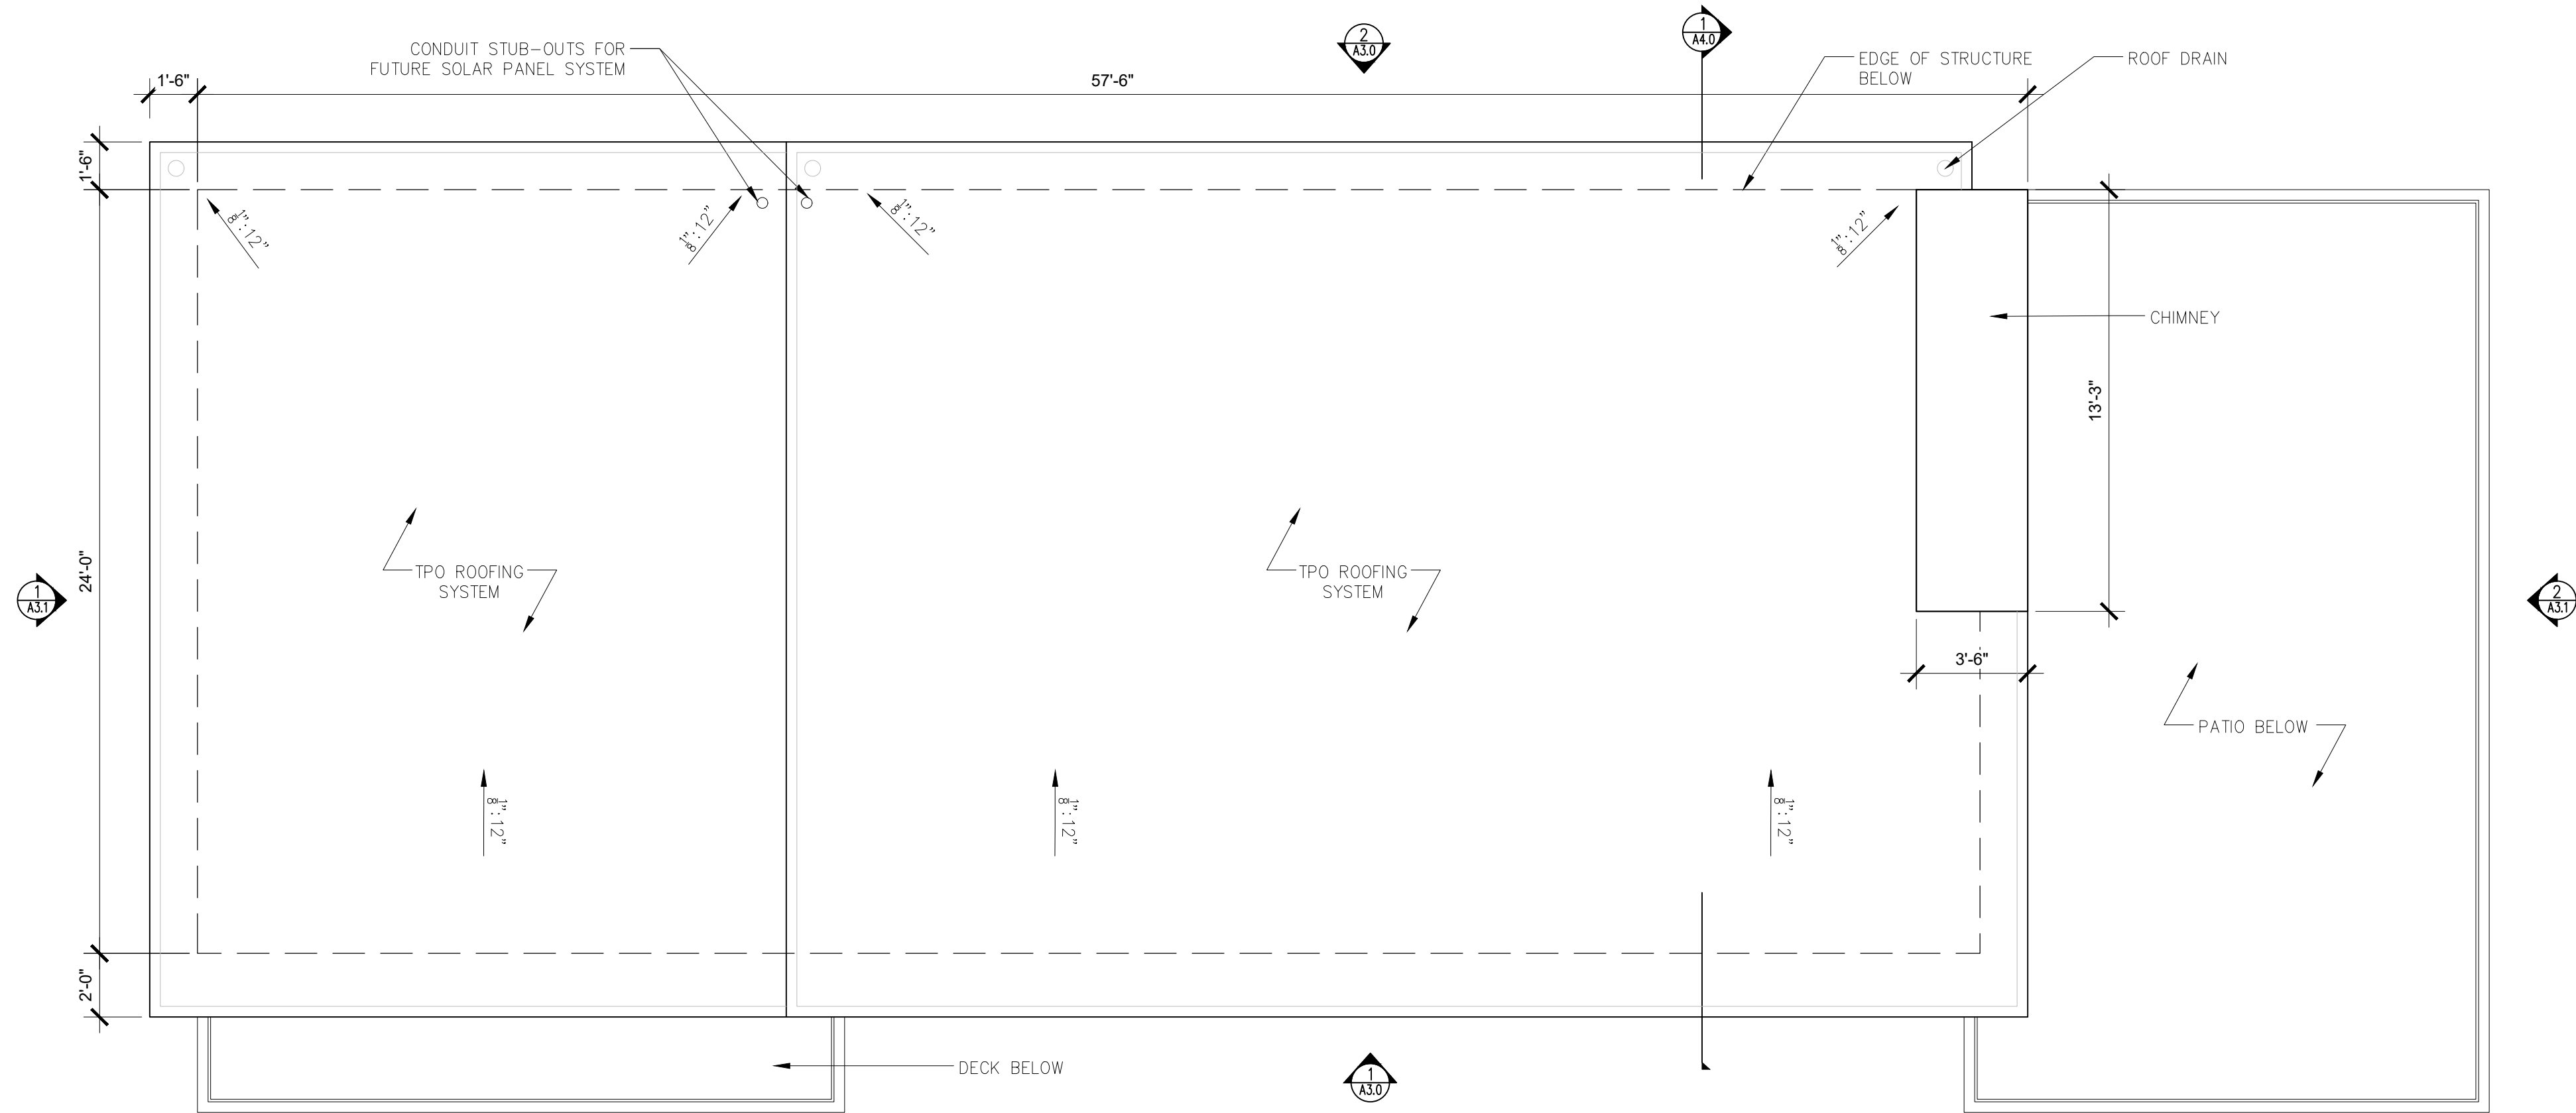 2
A3.0
1
A4.0
CONDUIT STUB-OUTS FOR
FUTURE SOLAR PANEL SYSTEM
EDGE OF STRUCTURE
BELOW
ROOF DRAIN
1'-6"
57'-6"
1'-6"
1/8":12"
1/8":12"
1/8":12"
1/8":12"
CHIMNEY
13'-3"
24'-0"
TPO ROOFING
SYSTEM
TPO ROOFING
SYSTEM
1
A3.1
2
A3.1
3'-6"
PATIO BELOW
1/8":12"
1/8":12"
1/8":12"
2'-0"
DECK BELOW
1
A3.0